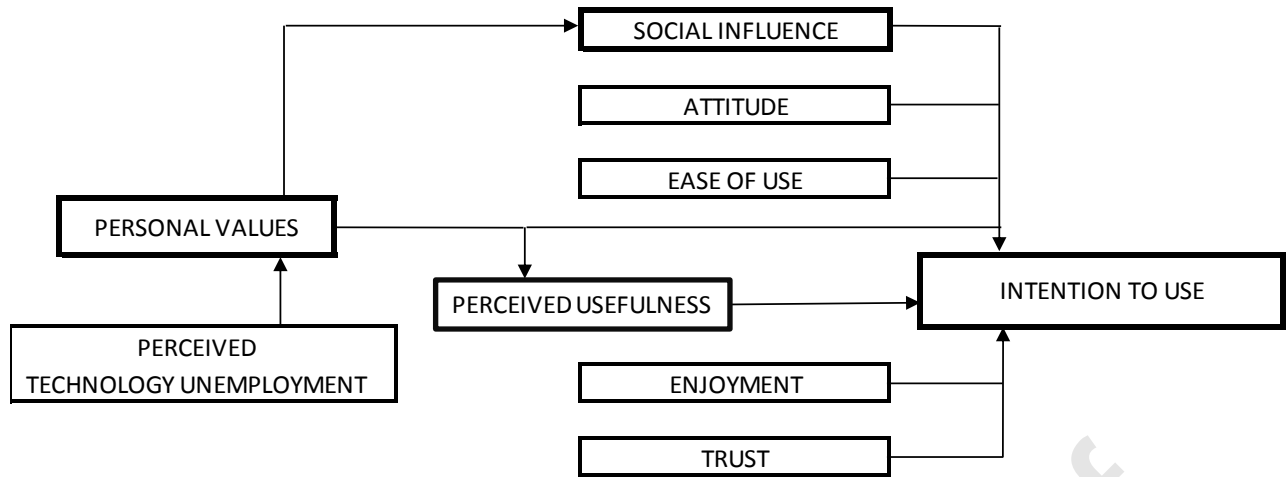 SOCIAL INFLUENCE
ATTITUDE
EASE OF USE
PERSONAL VALUES
PERCEIVED USEFULNESS
INTENTION TO USE
PERCEIVED
TECHNOLOGY UNEMPLOYMENT
ENJOYMENT
TRUST